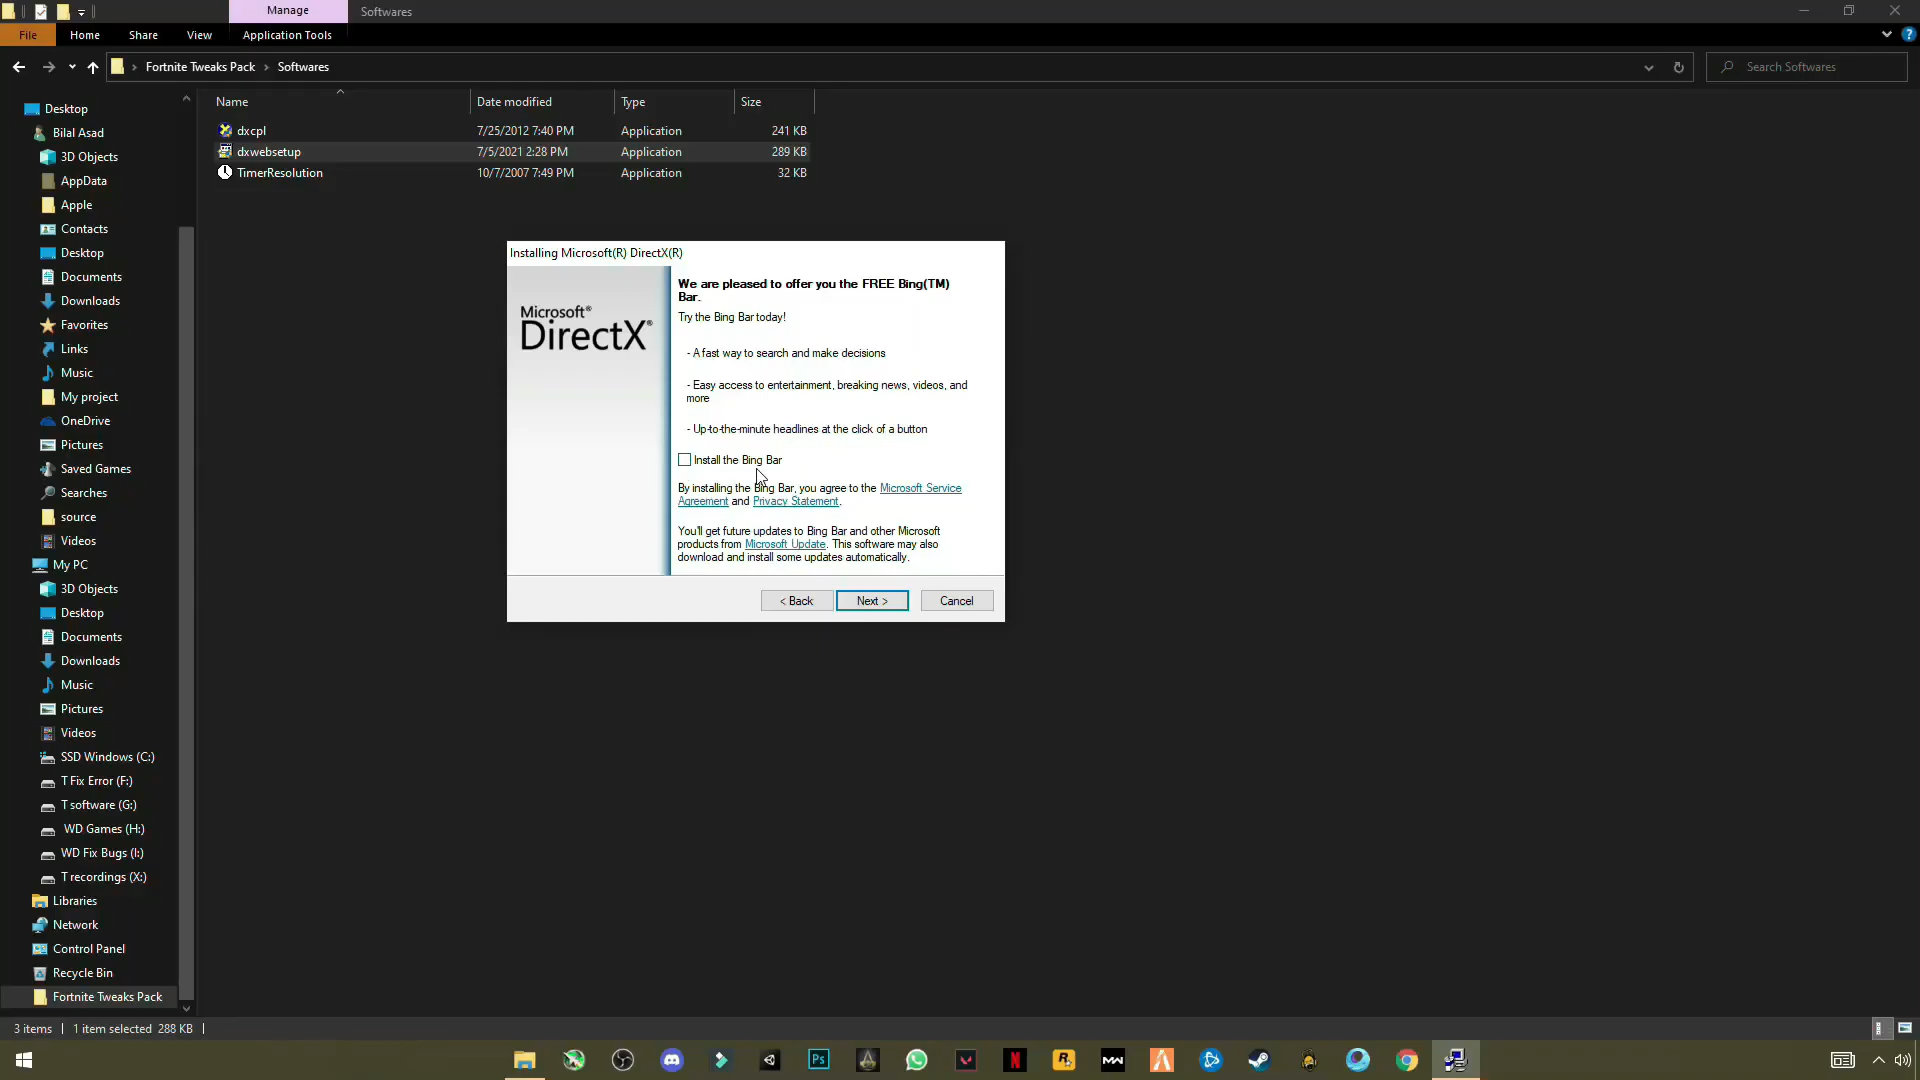 Manage
Softwares
File
Home
Share
View
Application Tools
Fortnite Tweaks Pack
Softwares
Search Softwares
Name
Date modified
Type
Size
dxcpl
7/25/2012 7:40 PM
Application
241 KB
dxwebsetup
7/5/2021 2:28 PM
Application
289 KB
TimerResolution
10/7/2007 7:49 PM
Application
32 KB
Desktop
Bilal Asad
3D Objects
AppData
Apple
Contacts
Desktop
Documents
Downloads
Favorites
Links
Music
My project
OneDrive
Pictures
Saved Games
Searches
source
Videos
My PC
3D Objects
Desktop
Documents
Downloads
Music
Pictures
Videos
SSD Windows (C:)
T Fix Error (F:)
T software (G:)
WD Games (H:)
WD Fix Bugs (I:)
T recordings (X:)
Libraries
Network
Control Panel
Recycle Bin
Fortnite Tweaks Pack
Installing Microsoft(R) DirectX(R)
Microsoft®
DirectX®
We are pleased to offer you the FREE Bing(TM)
Bar.
Try the Bing Bar today!
- A fast way to search and make decisions
- Easy access to entertainment, breaking news, videos, and
more
- Up-to-the-minute headlines at the click of a button
Install the Bing Bar
By installing the Bing Bar, you agree to the Microsoft Service
Agreement and Privacy Statement.
You'll get future updates to Bing Bar and other Microsoft
products from Microsoft Update. This software may also
download and install some updates automatically.
< Back
Next >
Cancel
3 items
1 item selected 288 KB
Ps